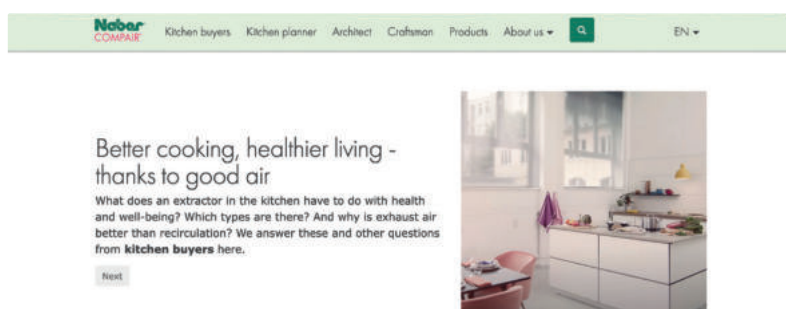 Naber
COMPAIR®
Kitchen buyers Kitchen planner Architect Craftsman Products About us EN
Better cooking, healthier living -
thanks to good air
What does an extractor in the kitchen have to do with health
and well-being? Which types are there? And why is exhaust air
better than recirculation? We answer these and other questions
from kitchen buyers here.
Next